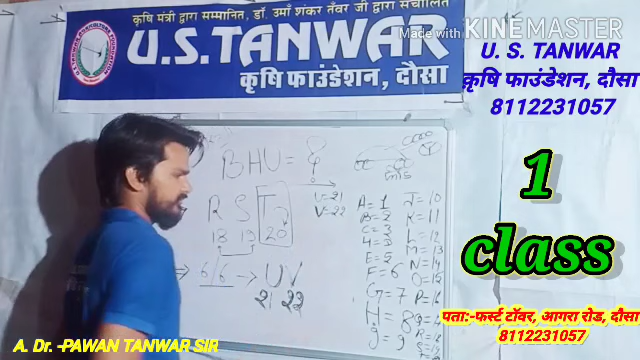 कृषि मंत्री द्वारा सम्मानित, डॉ. उमाँ शंकर तँवर जी द्वारा संचालित
U.S.TANWAR
कृषि फाउंडेशन, दौसा
Made with KINEMASTER
U. S. TANWAR
कृषि फाउंडेशन, दौसा
8112231057
1
class
BHU = ?
R S T
18 19 20
U=21
V=22
6/6 → UV
21 22
A=1
B=2
C=3
4=D
E=5
F=6
G=7
H=8
J=10
K=11
L=12
M=13
N=14
O=15
P=16
पता:-फर्स्ट टॉवर, आगरा रोड, दौसा
8112231057
A. Dr. -PAWAN TANWAR SIR